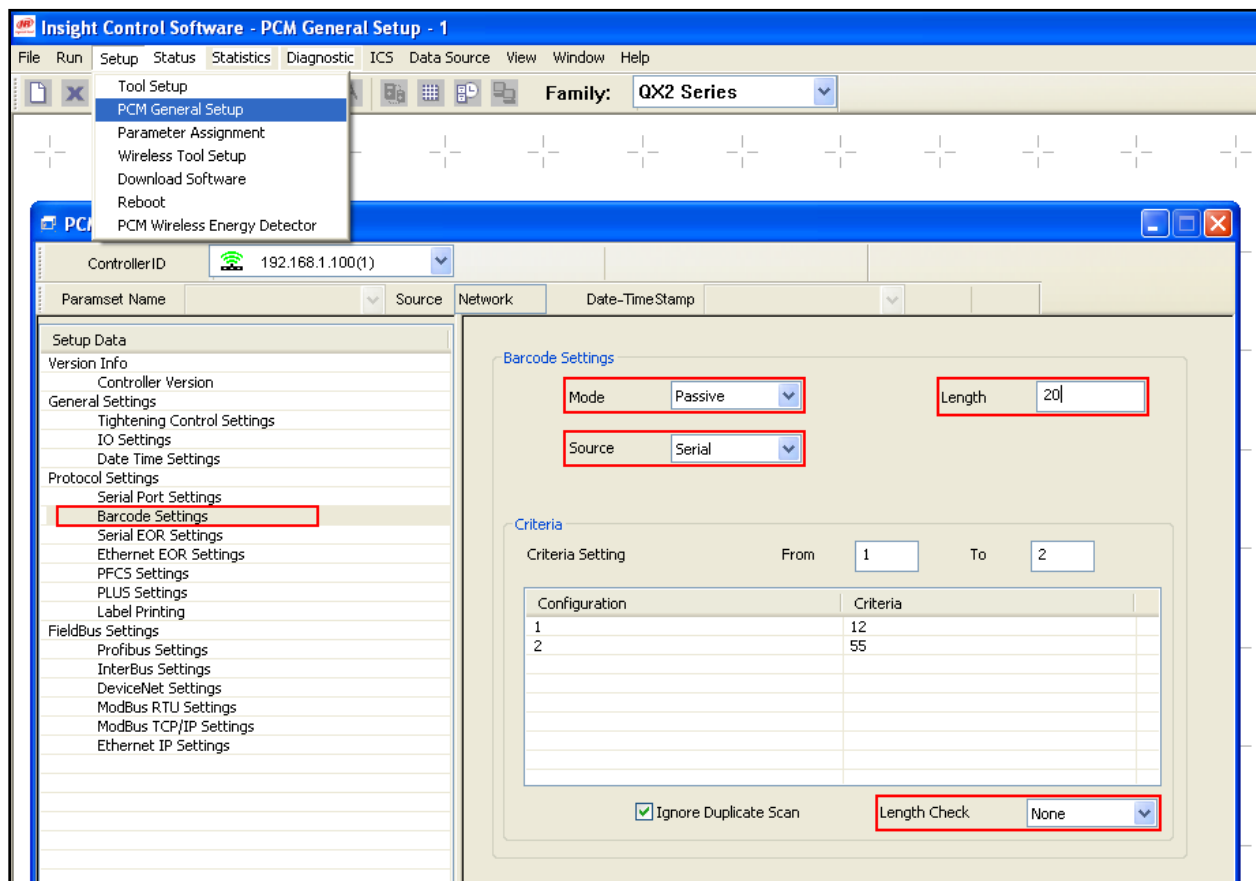 Insight Control Software - PCM General Setup - 1
File Run Setup Status Statistics Diagnostic ICS Data Source View Window Help
Family: QX2 Series
Tool Setup
PCM General Setup
Parameter Assignment
Wireless Tool Setup
Download Software
Reboot
PCM Wireless Energy Detector
ControllerID 192.168.1.100(1)
Paramset Name Source Network Date-TimeStamp
Setup Data
Version Info
Controller Version
General Settings
Tightening Control Settings
IO Settings
Date Time Settings
Protocol Settings
Serial Port Settings
Barcode Settings
Serial EOR Settings
Ethernet EOR Settings
PFCS Settings
PLUS Settings
Label Printing
FieldBus Settings
Profibus Settings
InterBus Settings
DeviceNet Settings
ModBus RTU Settings
ModBus TCP/IP Settings
Ethernet IP Settings
Barcode Settings
Mode Passive Length 20
Source Serial
Criteria
Criteria Setting From 1 To 2
Configuration Criteria
1 12
2 55
Ignore Duplicate Scan Length Check None